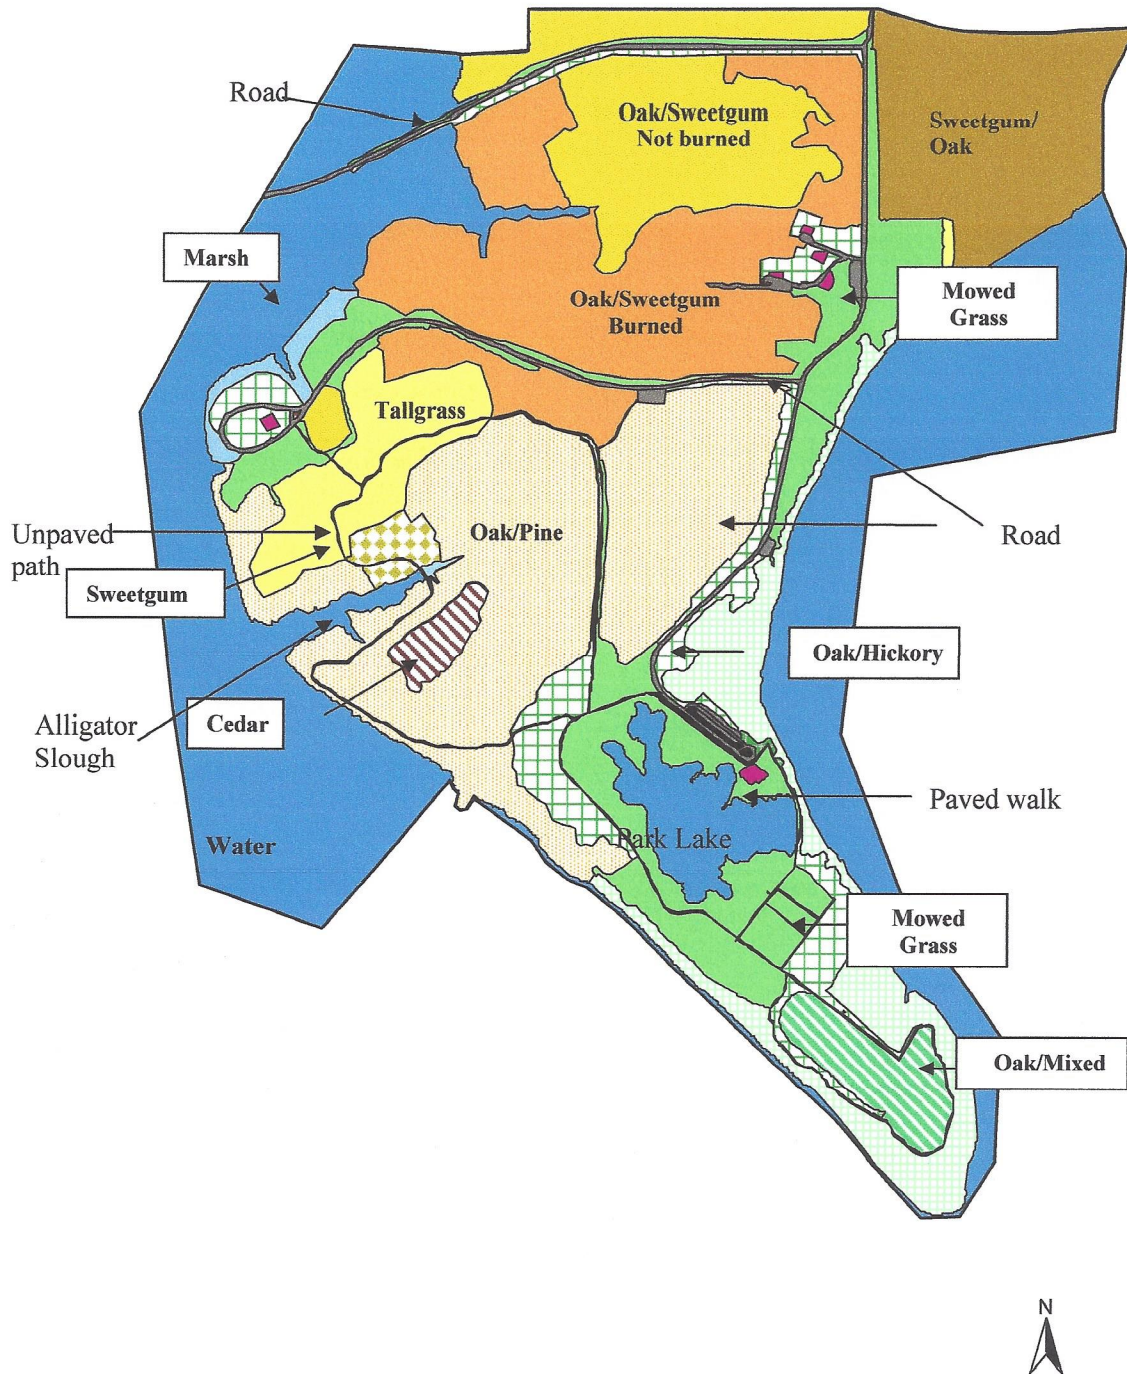 Road
Oak/Sweetgum
Not burned
Sweetgum/
Oak
Marsh
Mowed
Grass
Oak/Sweetgum
Burned
Tallgrass
Unpaved
path
Oak/Pine
Road
Sweetgum
Oak/Hickory
Alligator
Slough
Cedar
Paved walk
Water
Park Lake
Mowed
Grass
Oak/Mixed
N